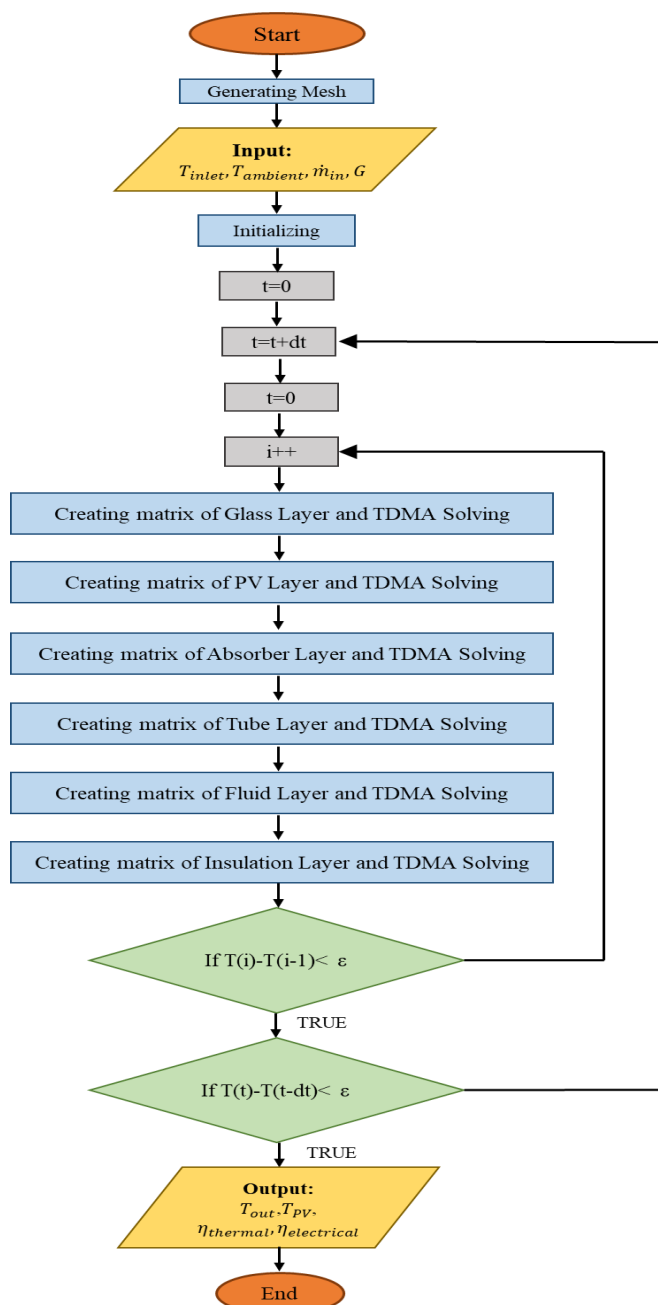 Start
Generating Mesh
Input:
T_inlet, T_ambient, ṁ_in, G
Initializing
t=0
t=t+dt
t=0
i++
Creating matrix of Glass Layer and TDMA Solving
Creating matrix of PV Layer and TDMA Solving
Creating matrix of Absorber Layer and TDMA Solving
Creating matrix of Tube Layer and TDMA Solving
Creating matrix of Fluid Layer and TDMA Solving
Creating matrix of Insulation Layer and TDMA Solving
If T(i)-T(i-1)< ε
TRUE
If T(t)-T(t-dt)< ε
TRUE
Output:
T_out, T_PV,
η_thermal, η_electrical
End